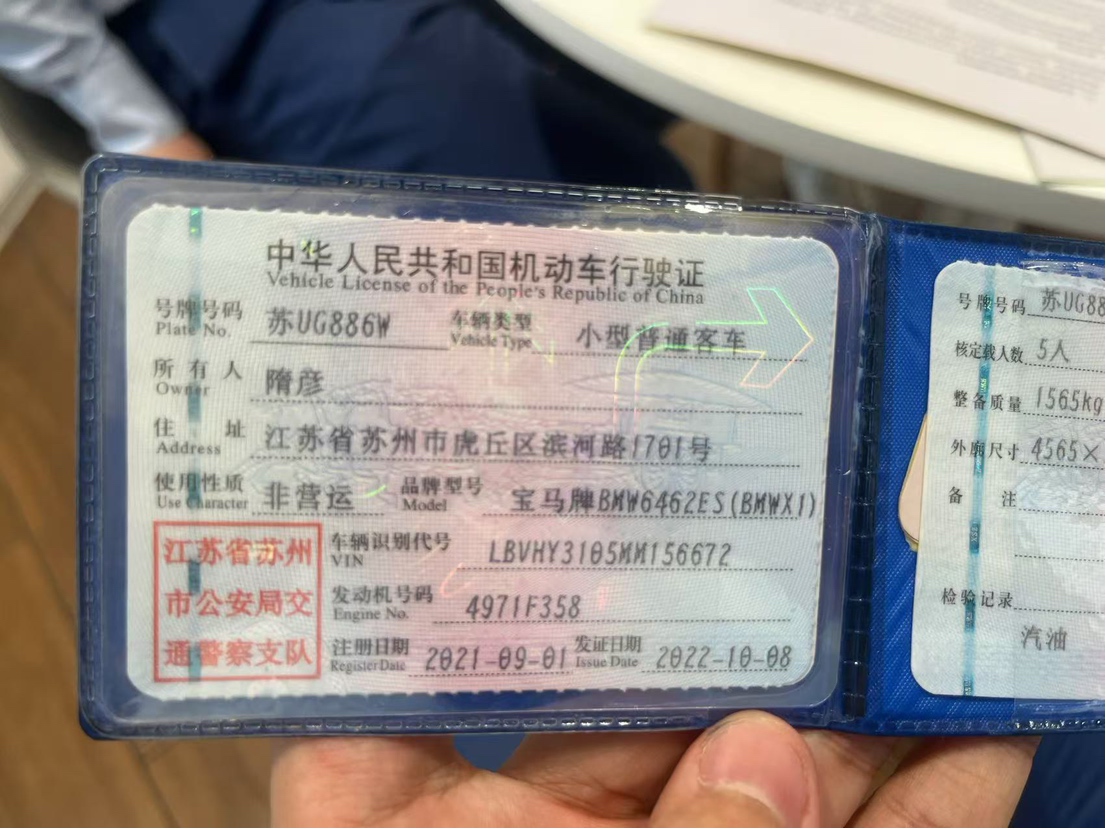 中华人民共和国机动车行驶证
Vehicle License of the People's Republic of China
号牌号码 Plate No. 苏UG886W 车辆类型 Vehicle Type 小型普通客车
所有人 Owner 隋彦
住址 Address 江苏省苏州市虎丘区滨河路1701号
使用性质 Use Character 非营运 品牌型号 Model 宝马牌BMW6462ES(BMWX1)
江苏省苏州
市公安局交
通警察支队
车辆识别代号 VIN LBVHY3105MM156672
发动机号码 Engine No. 4971F358
注册日期 Register Date 2021-09-01 发证日期 Issue Date 2022-10-08
号牌号码 苏UG88
核定载人数 5人
整备质量 1565kg
外廓尺寸 4565×
备注
检验记录
汽油